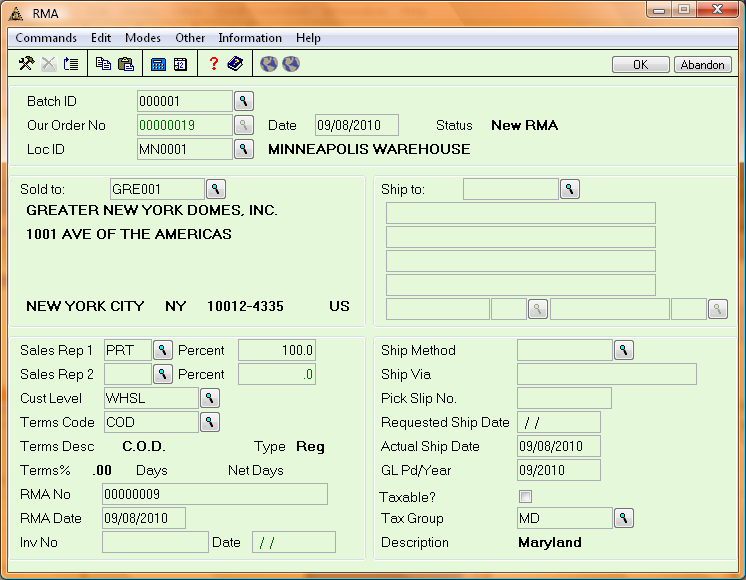 RMA
Commands Edit Modes Other Information Help
OK Abandon
Batch ID 000001
Our Order No 00000019 Date 09/08/2010 Status New RMA
Loc ID MN0001 MINNEAPOLIS WAREHOUSE
Sold to: GRE001
GREATER NEW YORK DOMES, INC.
1001 AVE OF THE AMERICAS
NEW YORK CITY NY 10012-4335 US
Ship to:
Sales Rep 1 PRT Percent 100.0
Sales Rep 2 Percent .0
Cust Level WHSL
Terms Code COD
Terms Desc C.O.D. Type Reg
Terms% .00 Days Net Days
RMA No 00000009
RMA Date 09/08/2010
Inv No Date / /
Ship Method
Ship Via
Pick Slip No.
Requested Ship Date / /
Actual Ship Date 09/08/2010
GL Pd/Year 09/2010
Taxable?
Tax Group MD
Description Maryland